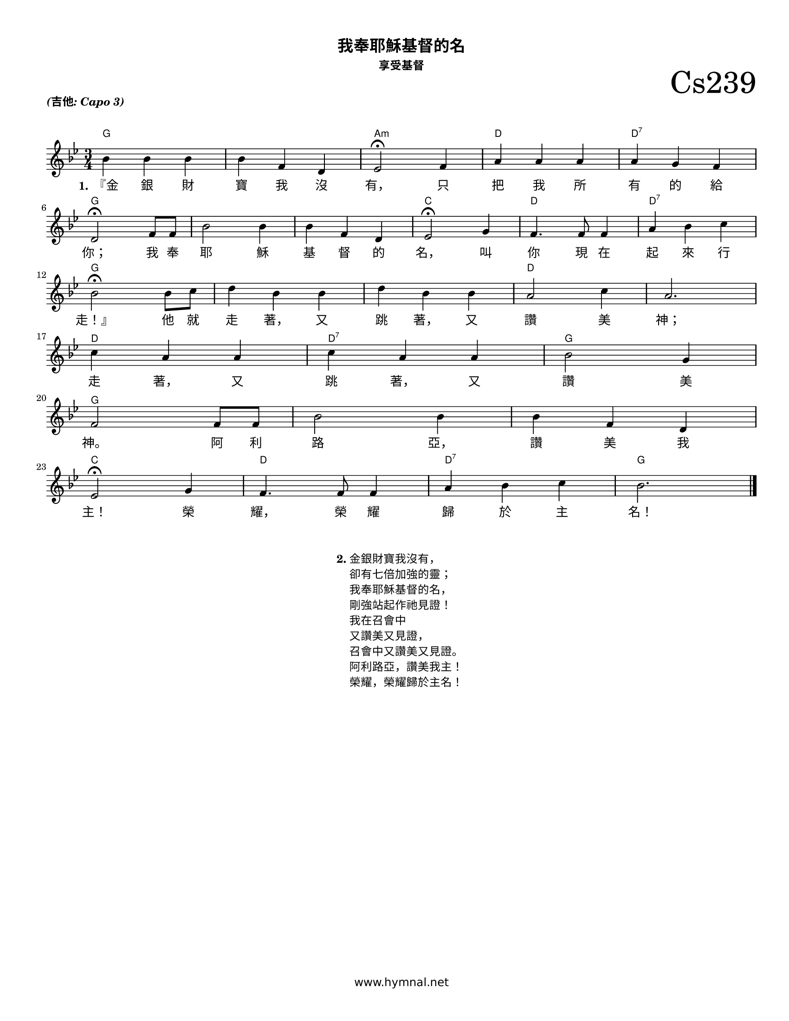 我奉耶穌基督的名
享受基督
Cs239
(吉他: Capo 3)
G Am D D7
1. 『金 銀 財 寶 我 沒 有， 只 把 我 所 有 的 給
6 G C D D7
你； 我 奉 耶 穌 基 督 的 名， 叫 你 現 在 起 來 行
12 G D
走！』 他 就 走 著， 又 跳 著， 又 讚 美 神；
17 D D7 G
走 著， 又 跳 著， 又 讚 美
20 G
神。 阿 利 路 亞， 讚 美 我
23 C D D7 G
主！ 榮 耀， 榮 耀 歸 於 主 名！
2. 金銀財寶我沒有，
卻有七倍加強的靈；
我奉耶穌基督的名，
剛強站起作祂見證！
我在召會中
又讚美又見證，
召會中又讚美又見證。
阿利路亞，讚美我主！
榮耀，榮耀歸於主名！
www.hymnal.net